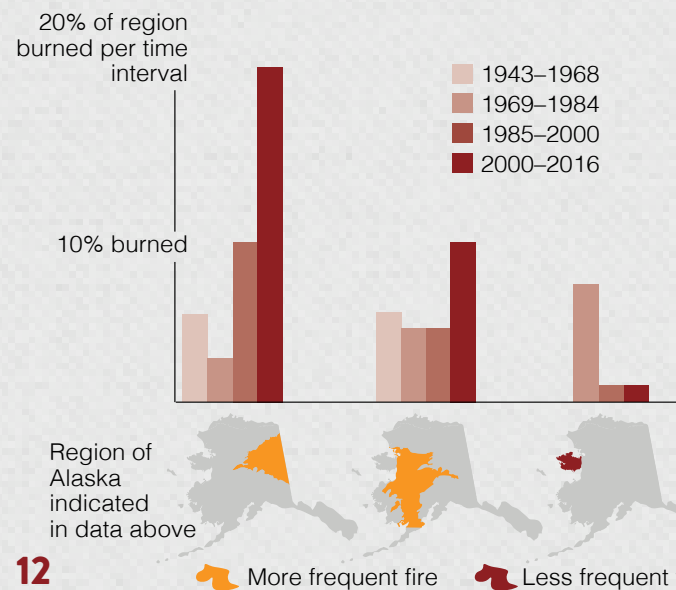 20% of region
burned per time
interval
1943–1968
1969–1984
1985–2000
2000–2016
10% burned
Region of
Alaska
indicated
in data above
12
More frequent fire
Less frequent